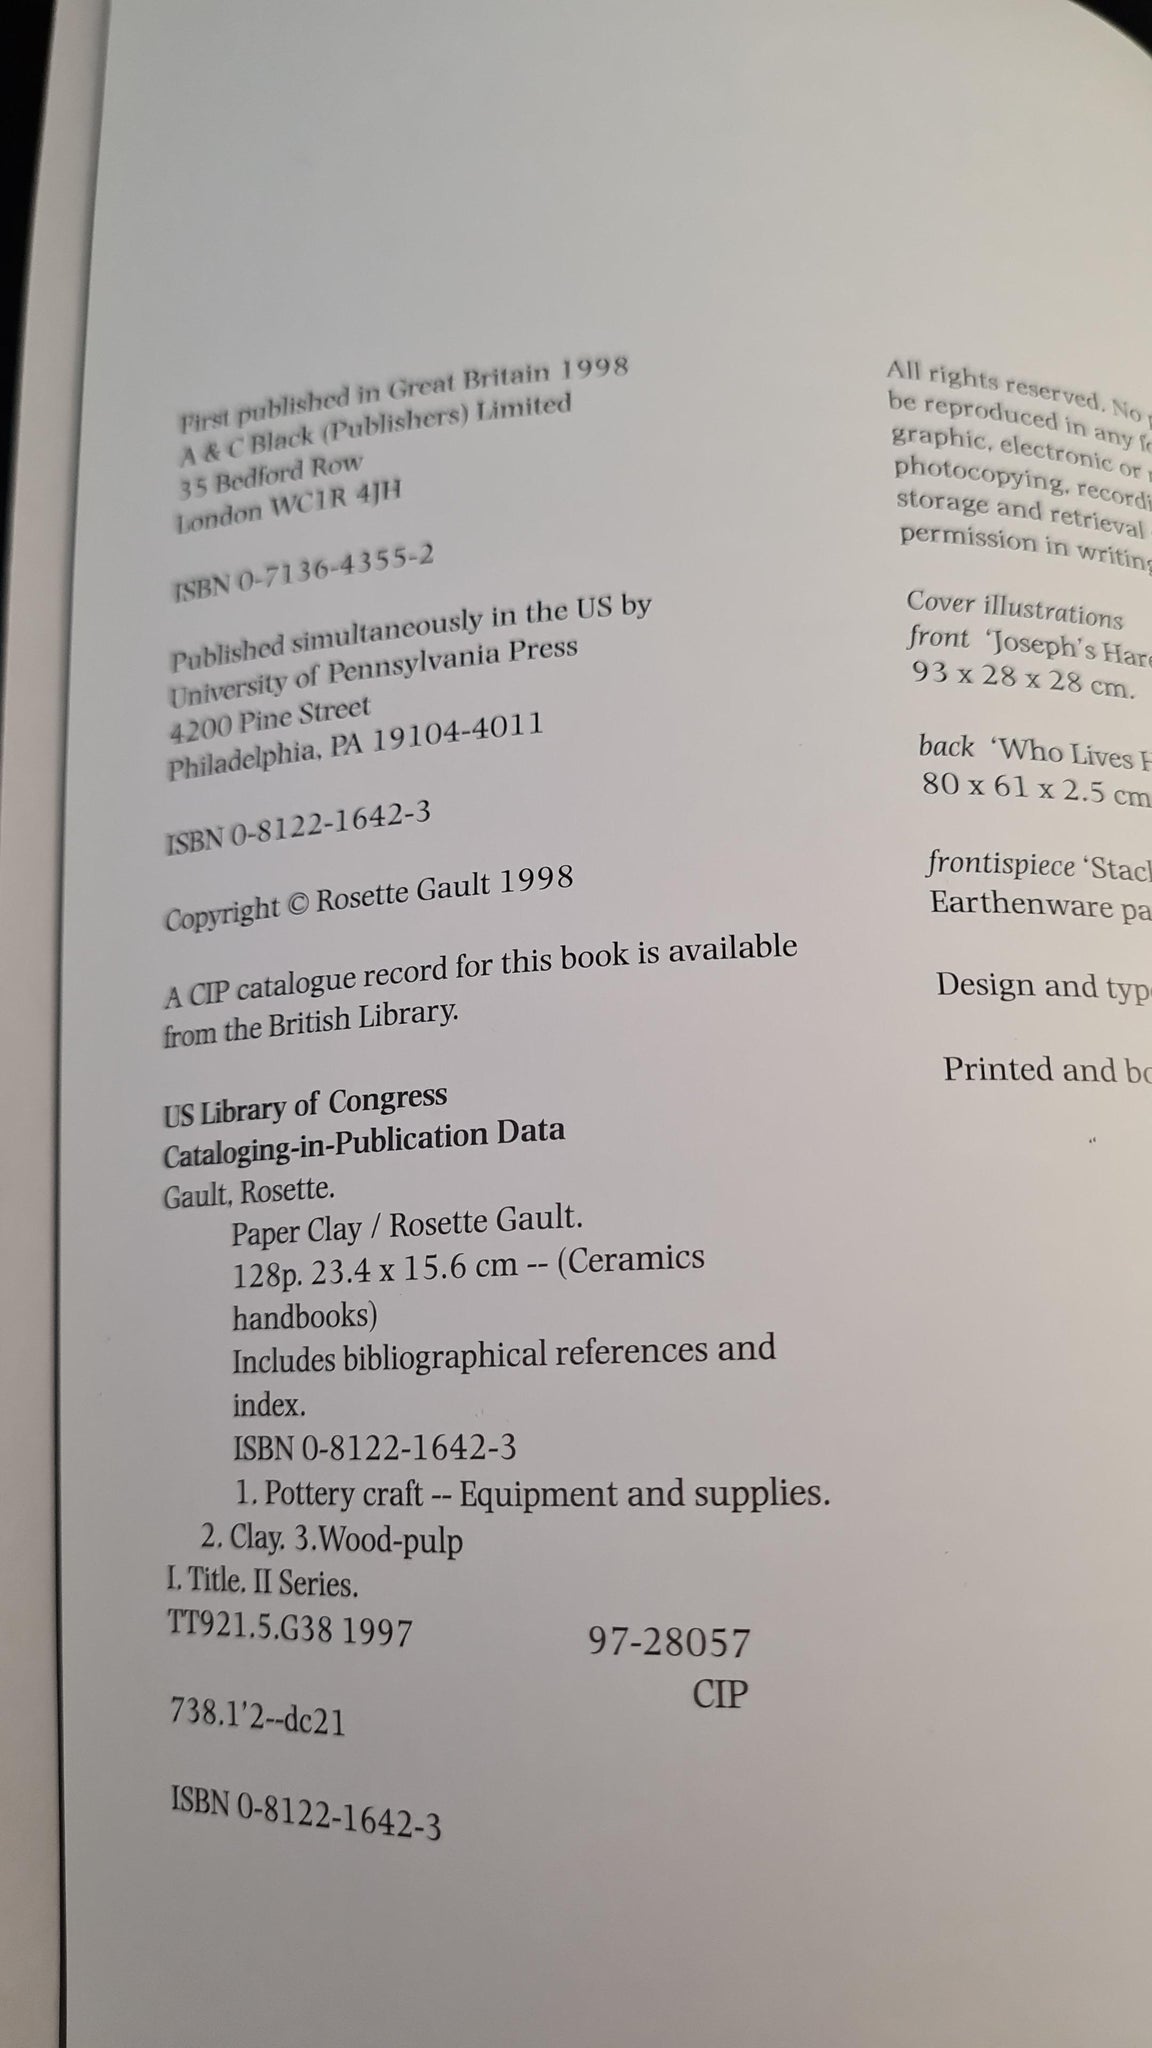 First published in Great Britain 1998
A & C Black (Publishers) Limited
35 Bedford Row
London WC1R 4JH
ISBN 0-7136-4355-2
Published simultaneously in the US by
University of Pennsylvania Press
4200 Pine Street
Philadelphia, PA 19104-4011
ISBN 0-8122-1642-3
Copyright © Rosette Gault 1998
A CIP catalogue record for this book is available
from the British Library.
US Library of Congress
Cataloging-in-Publication Data
Gault, Rosette.
Paper Clay / Rosette Gault.
128p. 23.4 x 15.6 cm -- (Ceramics
handbooks)
Includes bibliographical references and
index.
ISBN 0-8122-1642-3
1. Pottery craft -- Equipment and supplies.
2. Clay. 3.Wood-pulp
I. Title. II Series.
TT921.5.G38 1997 97-28057
CIP
738.1'2--dc21
ISBN 0-8122-1642-3
All rights reserved. No
be reproduced in any
graphic, electronic or
photocopying,
storage and retrieval
permission in writing
Cover illustrations
front 'Joseph's
93 x 28 x 28 cm.
back 'Who Lives
80 x 61 x 2.5 cm
frontispiece
Earthenware
Design and
Printed and